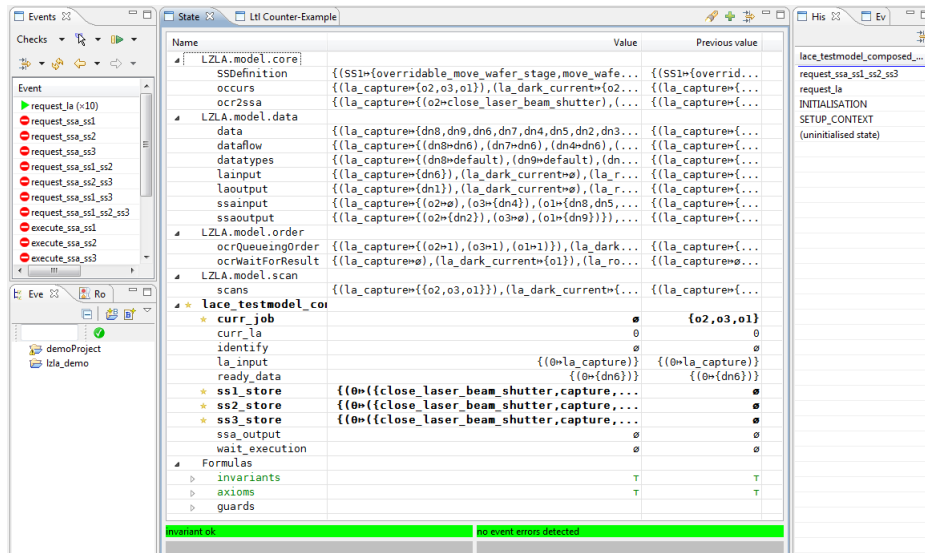 Events
Checks
Event
request_la (×10)
request_ssa_ss1
request_ssa_ss2
request_ssa_ss3
request_ssa_ss1_ss2
request_ssa_ss2_ss3
request_ssa_ss1_ss3
request_ssa_ss1_ss2_ss3
execute_ssa_ss1
execute_ssa_ss2
execute_ssa_ss3
Eve
Ro
demoProject
lzla_demo
State
Ltl Counter-Example
Name Value Previous value
LZLA.model.core
SSDefinition {(SS1↦{overridable_move_wafer_stage,move_wafe... {(SS1↦{overrid...
occurs {(la_capture↦{o2,o3,o1}),(la_dark_current↦{o2... {(la_capture↦{...
ocr2ssa {(la_capture↦{(o2↦close_laser_beam_shutter),(... {(la_capture↦{...
LZLA.model.data
data {(la_capture↦{dn8,dn9,dn6,dn7,dn4,dn5,dn2,dn3... {(la_capture↦{...
dataflow {(la_capture↦{(dn8↦dn6),(dn7↦dn6),(dn4↦dn6),(... {(la_capture↦{...
datatypes {(la_capture↦{(dn8↦default),(dn9↦default),(dn... {(la_capture↦{...
lainput {(la_capture↦{dn6}),(la_dark_current↦∅),(la_r... {(la_capture↦{...
laoutput {(la_capture↦{dn1}),(la_dark_current↦∅),(la_r... {(la_capture↦{...
ssainput {(la_capture↦{(o2↦∅),(o3↦{dn4}),(o1↦{dn8,dn5,... {(la_capture↦{...
ssaoutput {(la_capture↦{(o2↦{dn2}),(o3↦∅),(o1↦{dn9})}),... {(la_capture↦{...
LZLA.model.order
ocrQueueingOrder {(la_capture↦{(o2↦1),(o3↦1),(o1↦1)}),(la_dark... {(la_capture↦{...
ocrWaitForResult {(la_capture↦∅),(la_dark_current↦{o1}),(la_ro... {(la_capture↦∅...
LZLA.model.scan
scans {(la_capture↦{{o2,o3,o1}}),(la_dark_current↦{... {(la_capture↦{...
lace_testmodel_co
curr_job ∅ {o2,o3,o1}
curr_la 0 0
identify ∅ ∅
la_input {(0↦la_capture)} {(0↦la_capture)}
ready_data {(0↦{dn6})} {(0↦{dn6})}
ss1_store {(0↦({close_laser_beam_shutter,capture,... ∅
ss2_store {(0↦({close_laser_beam_shutter,capture,... ∅
ss3_store {(0↦({close_laser_beam_shutter,capture,... ∅
ssa_output ∅ ∅
wait_execution ∅ ∅
Formulas
invariants ⊤ ⊤
axioms ⊤ ⊤
guards
invariant ok
no event errors detected
His
Ev
lace_testmodel_composed_...
request_ssa_ss1_ss2_ss3
request_la
INITIALISATION
SETUP_CONTEXT
(uninitialised state)